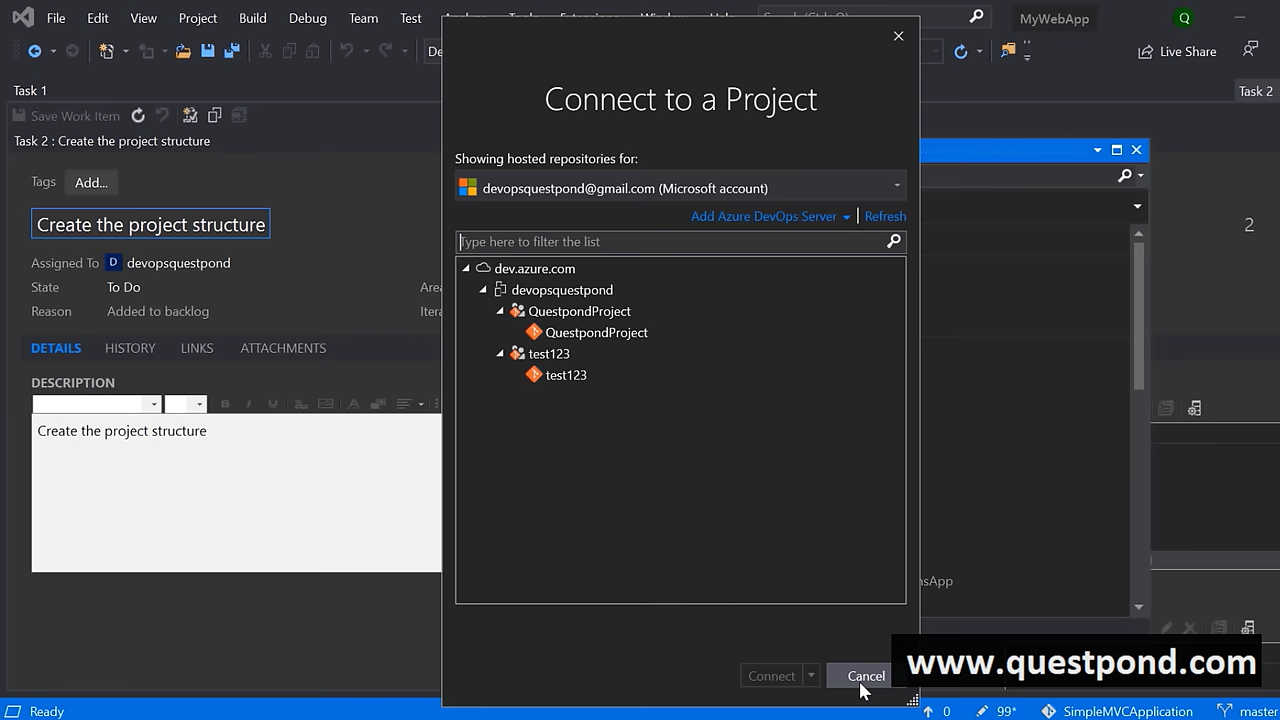 File Edit View Project Build Debug Team Test
MyWebApp
Q
Live Share
Task 1
Task 2
Save Work Item
Task 2 : Create the project structure
Tags Add...
Create the project structure
2
Assigned To D devopsquestpond
State To Do
Reason Added to backlog
DETAILS HISTORY LINKS ATTACHMENTS
DESCRIPTION
Create the project structure
Connect to a Project
Showing hosted repositories for:
devopsquestpond@gmail.com (Microsoft account)
Add Azure DevOps Server | Refresh
Type here to filter the list
dev.azure.com
devopsquestpond
QuestpondProject
QuestpondProject
test123
test123
Connect Cancel
www.questpond.com
Ready
0 99* SimpleMVCApplication master